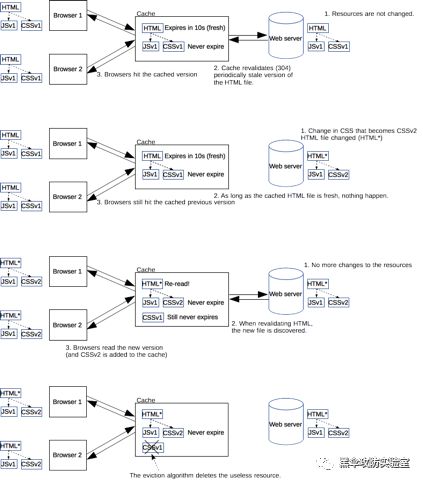 HTML
JSv1 CSSv1
Browser 1
Cache
HTML Expires in 10s (fresh)
JSv1 CSSv1 Never expire
Web server
1. Resources are not changed.
HTML
JSv1 CSSv1
HTML
JSv1 CSSv1
Browser 2
3. Browsers hit the cached version
2. Cache revalidates (304)
periodically stale version of
the HTML file.
HTML
JSv1 CSSv1
Browser 1
Cache
HTML Expires in 10s (fresh)
JSv1 CSSv1 Never expire
Web server
1. Change in CSS that becomes CSSv2
HTML file changed (HTML*)
HTML*
JSv1 CSSv2
HTML
JSv1 CSSv1
Browser 2
3. Browsers still hit the cached previous version
2. As long as the cached HTML file is fresh, nothing happen.
HTML*
JSv1 CSSv2
Browser 1
Cache
HTML* Re-read!
JSv1 CSSv2 Never expire
CSSv1 Still never expires
Web server
1. No more changes to the resources
HTML*
JSv1 CSSv2
HTML*
JSv1 CSSv2
Browser 2
3. Browsers read the new version
(and CSSv2 is added to the cache)
2. When revalidating HTML,
the new file is discovered.
HTML*
JSv1 CSSv2
Browser 1
Cache
HTML*
JSv1 CSSv2 Never expire
CSSv1
Web server
HTML*
JSv1 CSSv2
HTML*
JSv1 CSSv2
Browser 2
The eviction algorithm deletes the useless resource.
黑伞攻防实验室